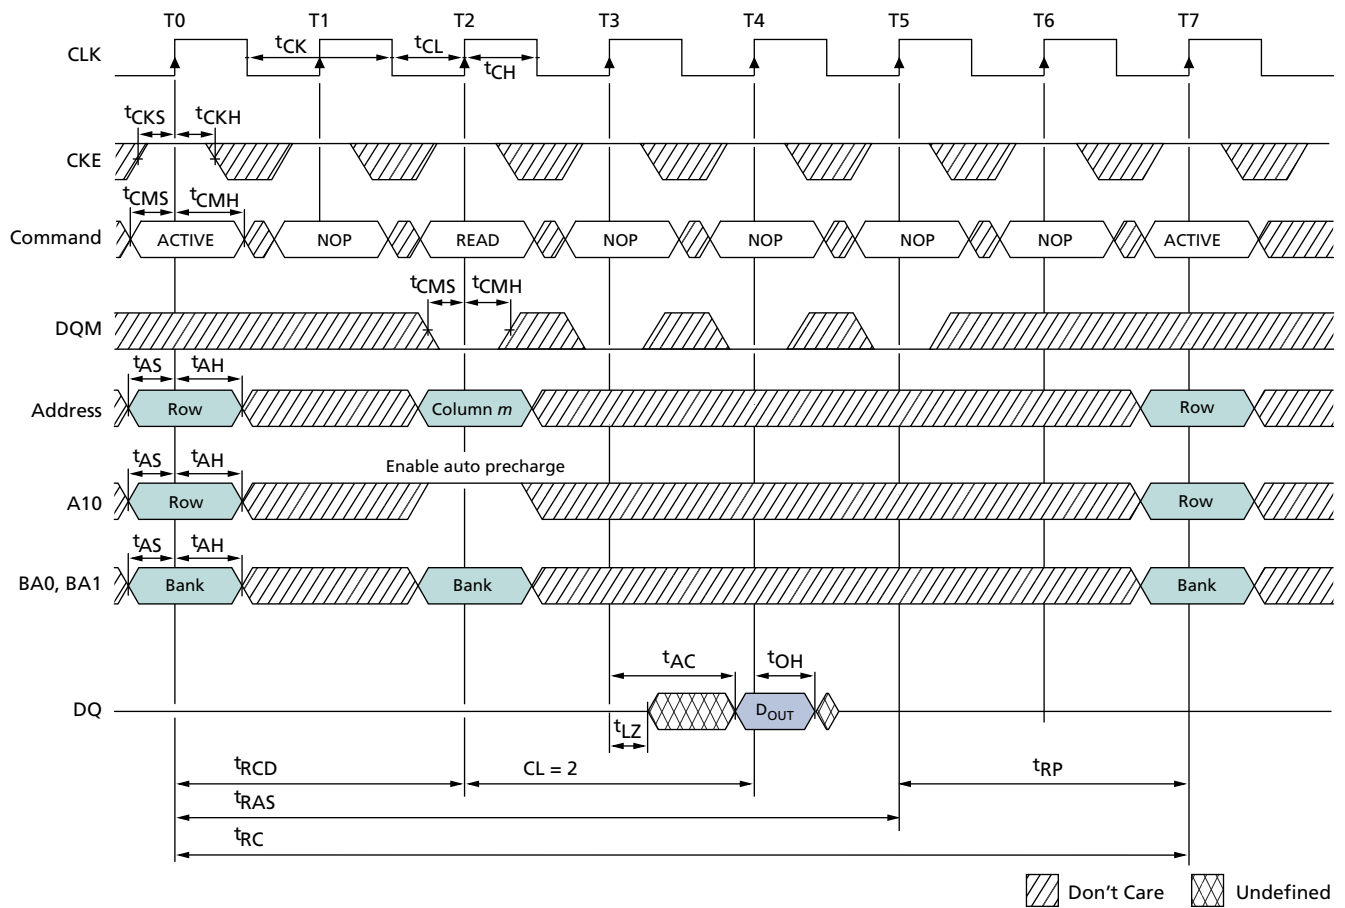 T0 T1 T2 T3 T4 T5 T6 T7
CLK tCK tCL tCH
tCKS tCKH
CKE
tCMS tCMH
Command ACTIVE NOP READ NOP NOP NOP NOP ACTIVE
tCMS tCMH
DQM
tAS tAH
Address Row Column m Row
tAS tAH Enable auto precharge
A10 Row Row
tAS tAH
BA0, BA1 Bank Bank Bank
tAC tOH
DQ DOUT
tLZ
tRCD CL = 2 tRP
tRAS
tRC
Don't Care Undefined